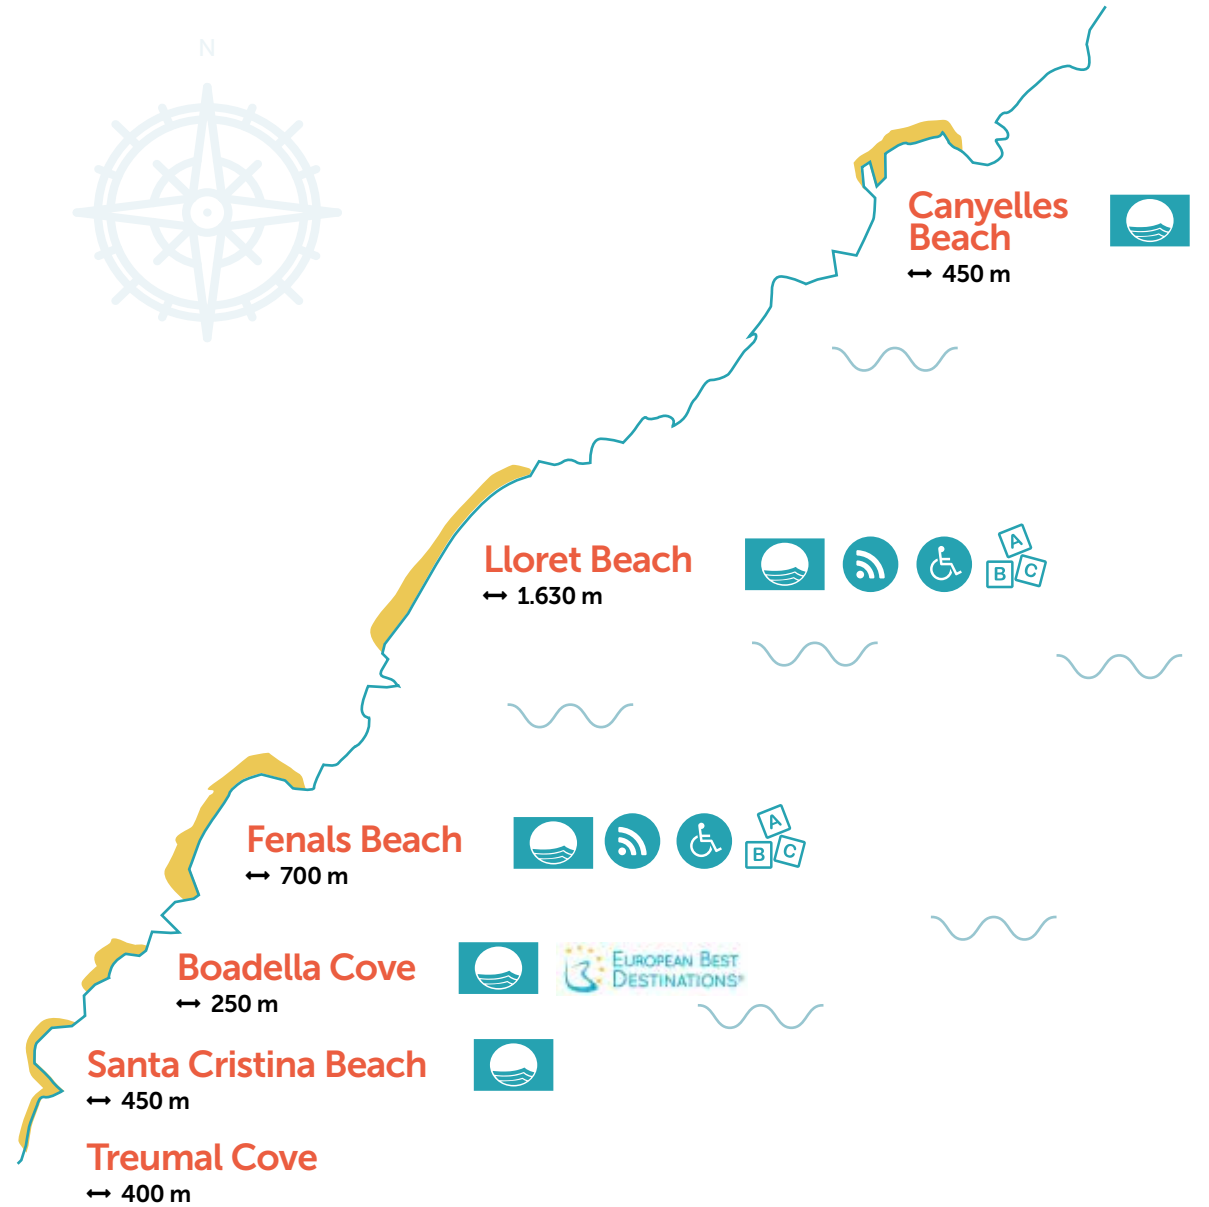 N
Canyelles
Beach
450 m
Lloret Beach
1.630 m
A
B C
Fenals Beach
700 m
A
B C
Boadella Cove
250 m
EUROPEAN BEST
DESTINATIONS®
Santa Cristina Beach
450 m
Treumal Cove
400 m